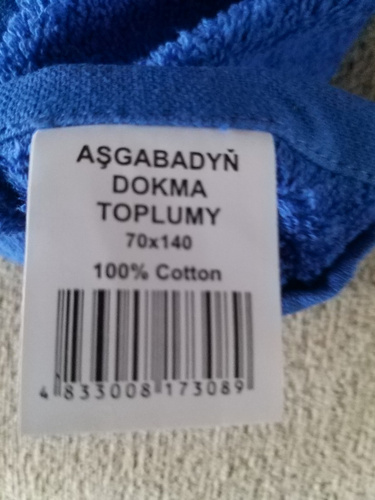 AŞGABADYŇ
DOKMA
TOPLUMY
70x140
100% Cotton
4 833008 173089